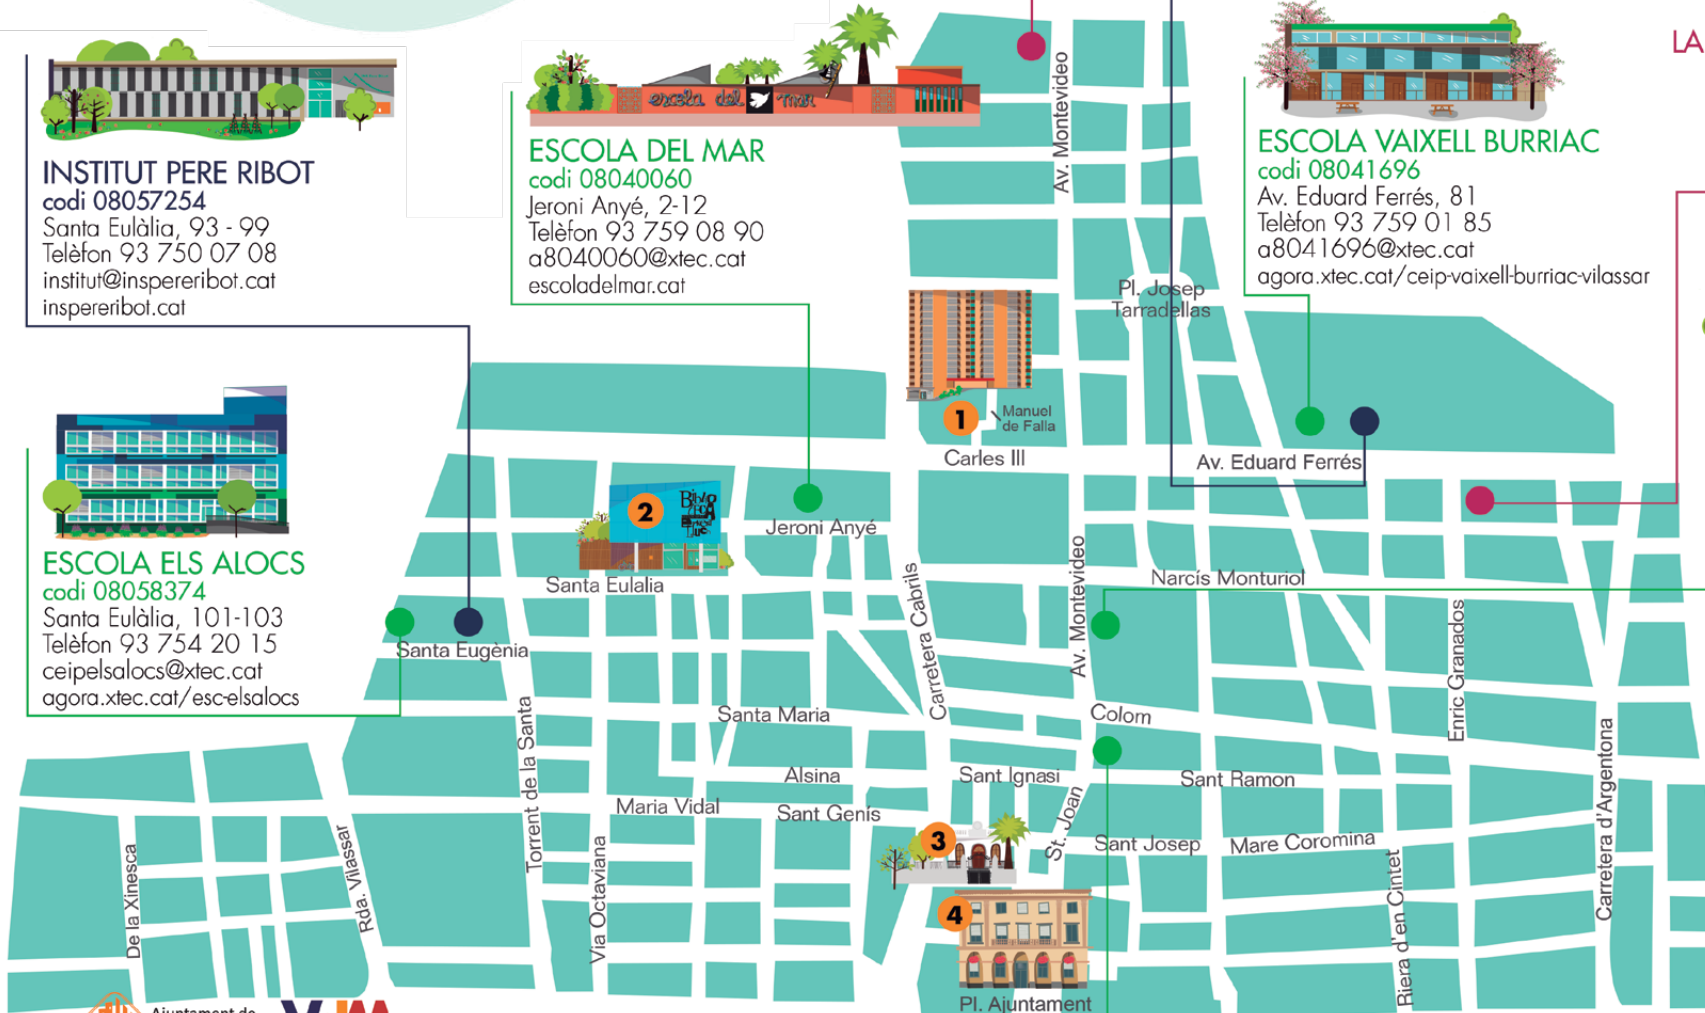 INSTITUT PERE RIBOT
codi 08057254
Santa Eulàlia, 93 - 99
Telèfon 93 750 07 08
institut@inspereribot.cat
inspereribot.cat
escola del mar
ESCOLA DEL MAR
codi 08040060
Jeroni Anyé, 2-12
Telèfon 93 759 08 90
a8040060@xtec.cat
escoladelmar.cat
ESCOLA VAIXELL BURRIAC
codi 08041696
Av. Eduard Ferrés, 81
Telèfon 93 759 01 85
a8041696@xtec.cat
agora.xtec.cat/ceip-vaixell-burriac-vilassar
LA
ESCOLA ELS ALOCS
codi 08058374
Santa Eulàlia, 101-103
Telèfon 93 754 20 15
ceipelsalocs@xtec.cat
agora.xtec.cat/esc-elsalocs
Av. Montevideo
Pl. Josep
Tarradellas
1
Manuel
de Falla
Carles III
Av. Eduard Ferrés
2
Jeroni Anyé
Santa Eulalia
Narcís Monturiol
Carretera Cabrils
Av. Montevideo
Enric Granados
Santa Eugènia
Santa Maria
Colom
Torrent de la Santa
Alsina
Sant Ignasi
Sant Ramon
Carretera d'Argentona
Maria Vidal
Sant Genís
St. Joan
3
Sant Josep
Mare Coromina
De la Xinesca
Rda. Vilassar
Via Octaviana
Riera d'en Cintet
4
Pl. Ajuntament
Ajuntament de